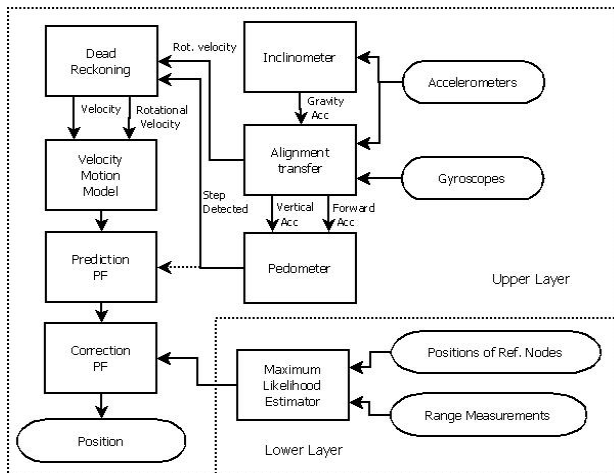 Dead
Reckoning
Rot. velocity
Inclinometer
Accelerometers
Velocity
Rotational
Velocity
Gravity
Acc
Velocity
Motion
Model
Alignment
transfer
Gyroscopes
Step
Detected
Vertical
Acc
Forward
Acc
Prediction
PF
Pedometer
Upper Layer
Correction
PF
Maximum
Likelihood
Estimator
Positions of Ref. Nodes
Range Measurements
Position
Lower Layer